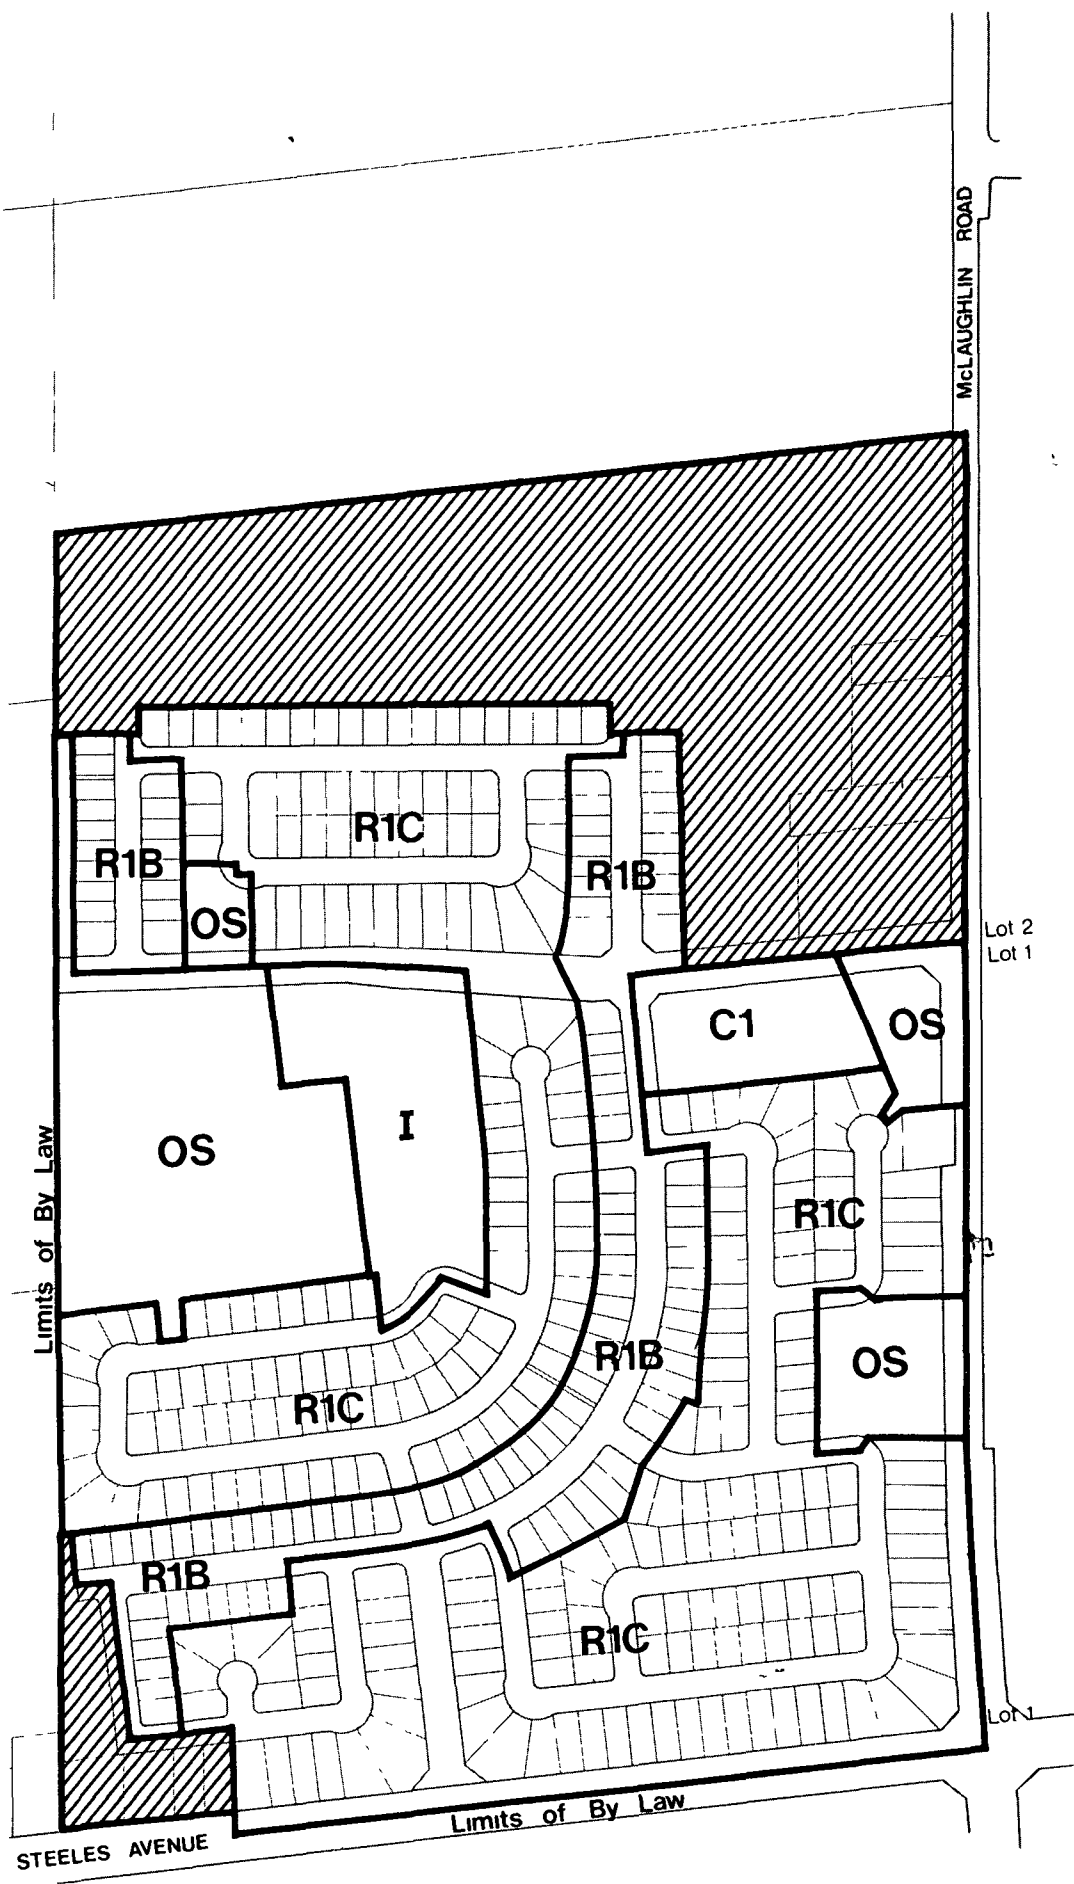 McLAUGHLIN ROAD
R1C
R1B
R1B
OS
Lot 2
Lot 1
C1
OS
I
OS
Limits of By Law
R1C
R1B
OS
R1C
R1B
R1C
Lot 1
Limits of By Law
STEELES AVENUE